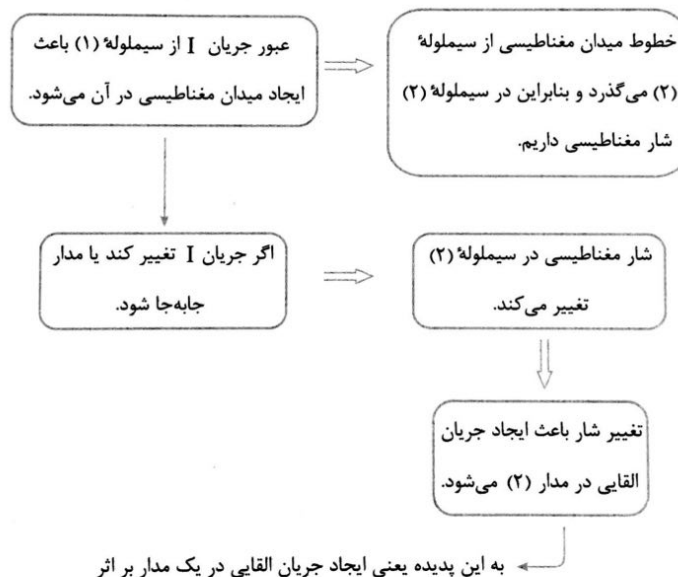 عبور جریان I از سیملولهٔ (۱) باعث
ایجاد میدان مغناطیسی در آن می‌شود.
خطوط میدان مغناطیسی از سیملولهٔ
(۲) می‌گذرد و بنابراین در سیملولهٔ (۲)
شار مغناطیسی داریم.
اگر جریان I تغییر کند یا مدار
جابه‌جا شود.
شار مغناطیسی در سیملولهٔ (۲)
تغییر می‌کند.
تغییر شار باعث ایجاد جریان
القایی در مدار (۲) می‌شود.
به این پدیده یعنی ایجاد جریان القایی در یک مدار بر اثر